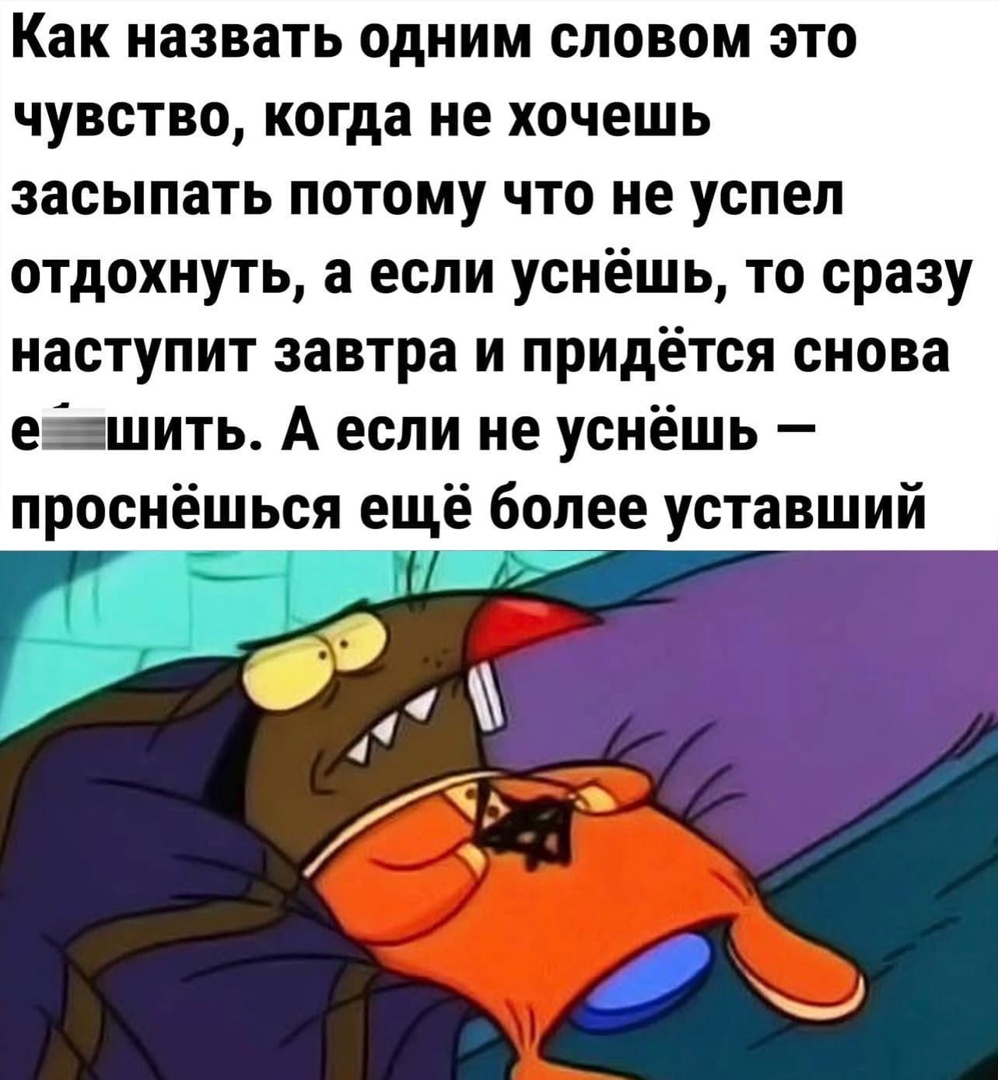 Как назвать одним словом это
чувство, когда не хочешь
засыпать потому что не успел
отдохнуть, а если уснёшь, то сразу
наступит завтра и придётся снова
е шить. А если не уснёшь —
проснёшься ещё более уставший